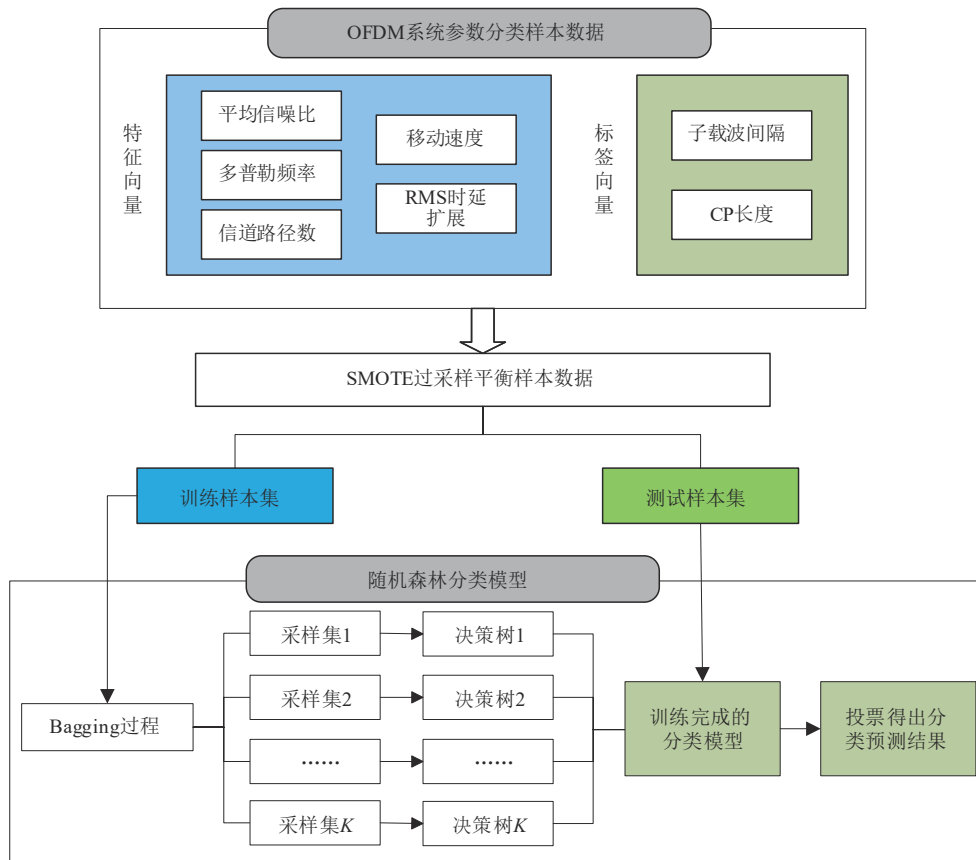 OFDM系统参数分类样本数据
特征向量
平均信噪比
多普勒频率
信道路径数
移动速度
RMS时延
扩展
标签向量
子载波间隔
CP长度
SMOTE过采样平衡样本数据
训练样本集
测试样本集
随机森林分类模型
Bagging过程
采样集1
决策树1
采样集2
决策树2
......
......
采样集K
决策树K
训练完成的
分类模型
投票得出分
类预测结果